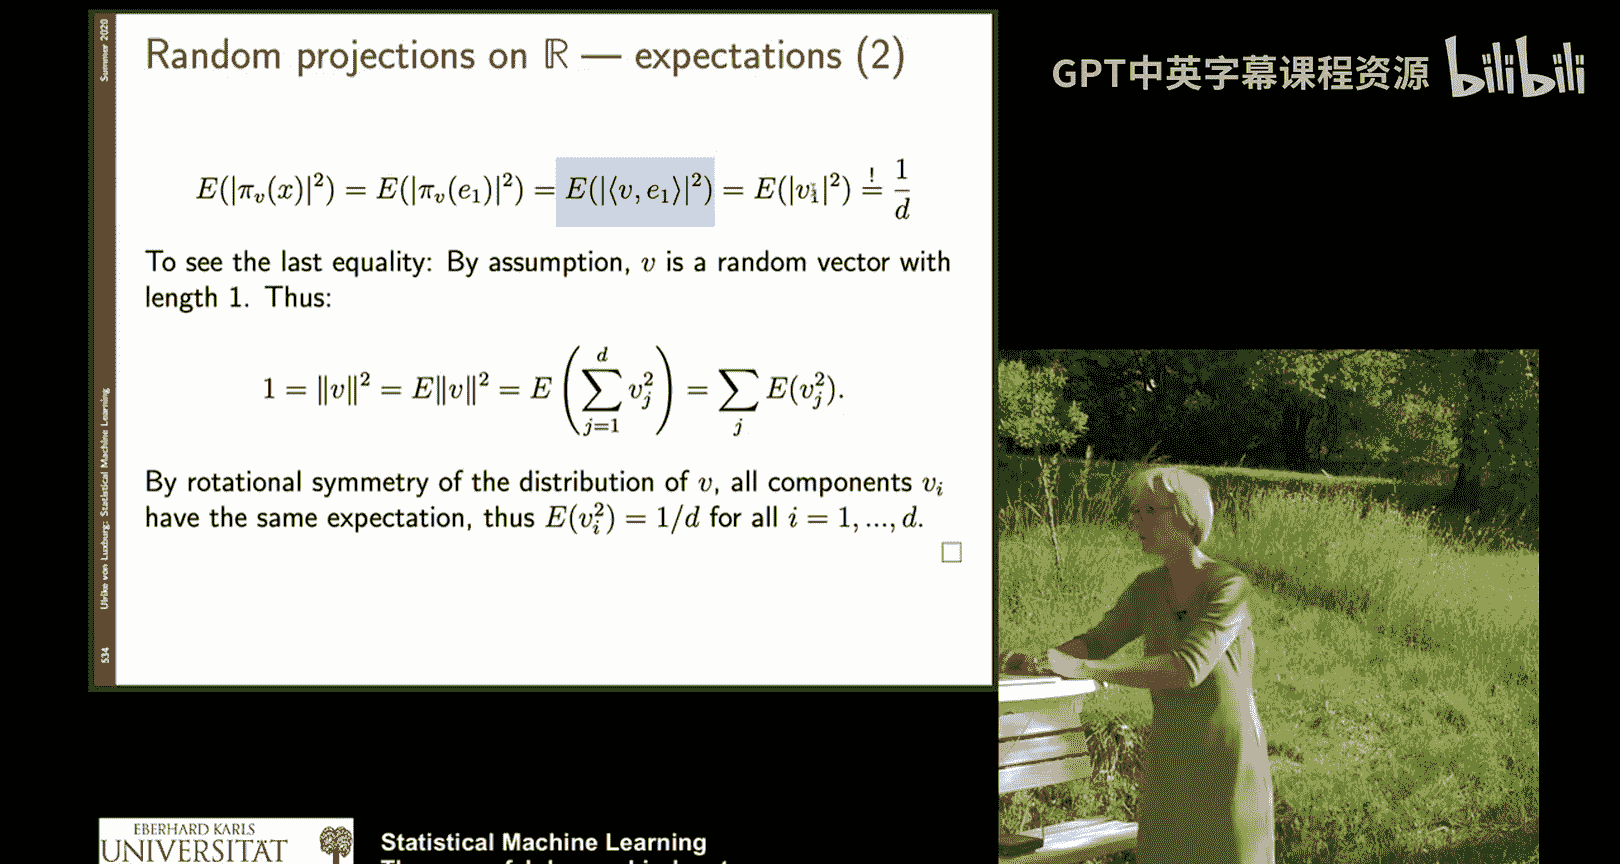 Random projections on ℝ — expectations (2)
E(|π_v(x)|²) = E(|π_v(e₁)|²) = E(|⟨v, e₁⟩|²) = E(|v₁|²) =! 1/d
To see the last equality: By assumption, v is a random vector with
length 1. Thus:
1 = ‖v‖² = E‖v‖² = E(∑_{j=1}^{d} v_j²) = ∑_j E(v_j²).
By rotational symmetry of the distribution of v, all components v_i
have the same expectation, thus E(v_i²) = 1/d for all i = 1, ..., d.
□
Summer 2020
Ulrike von Luxburg: Statistical Machine Learning
534
GPT中英字幕课程资源 bilibili
EBERHARD KARLS
UNIVERSITÄT
Statistical Machine Learning